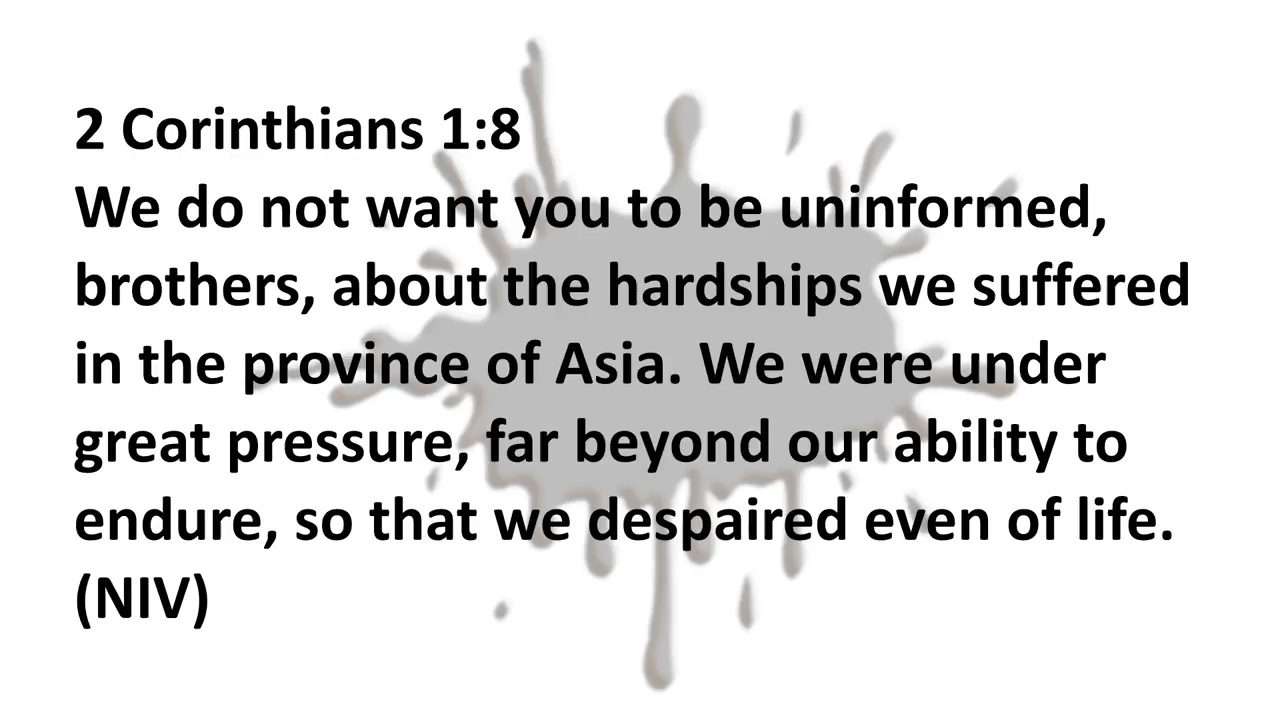 2 Corinthians 1:8
We do not want you to be uninformed,
brothers, about the hardships we suffered
in the province of Asia. We were under
great pressure, far beyond our ability to
endure, so that we despaired even of life.
(NIV)